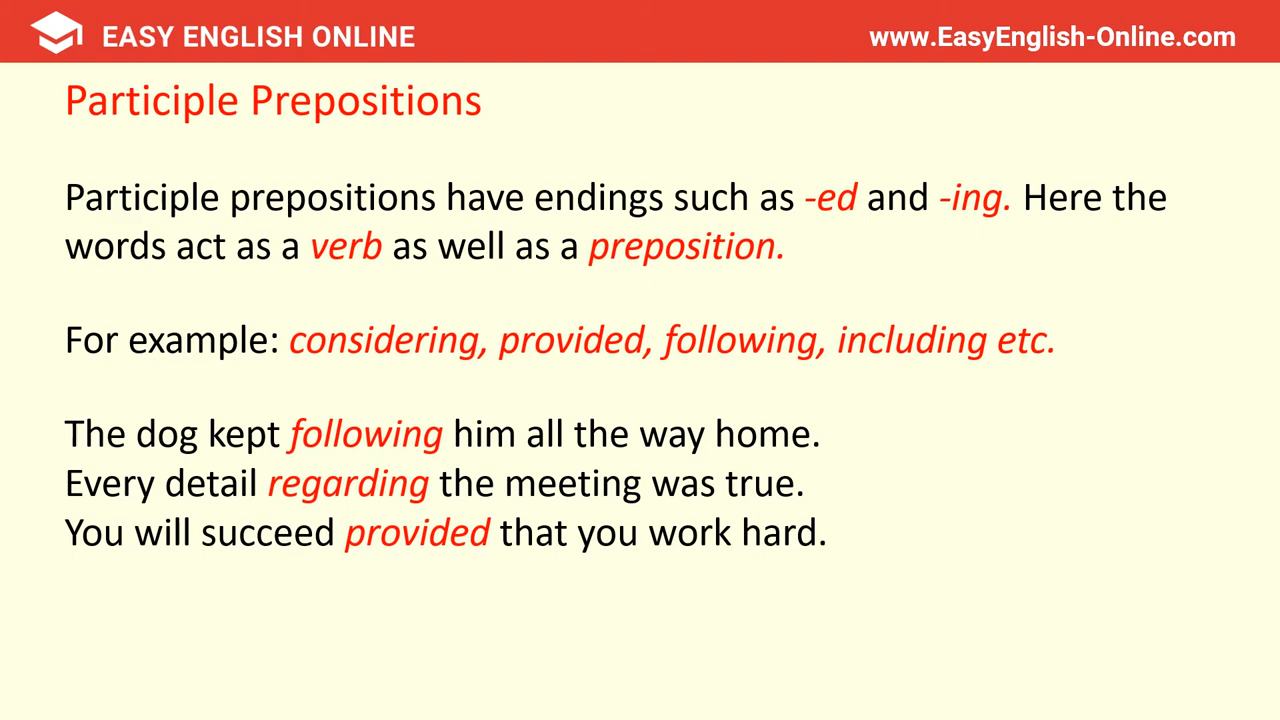 EASY ENGLISH ONLINE
www.EasyEnglish-Online.com
Participle Prepositions
Participle prepositions have endings such as -ed and -ing. Here the
words act as a verb as well as a preposition.
For example: considering, provided, following, including etc.
The dog kept following him all the way home.
Every detail regarding the meeting was true.
You will succeed provided that you work hard.